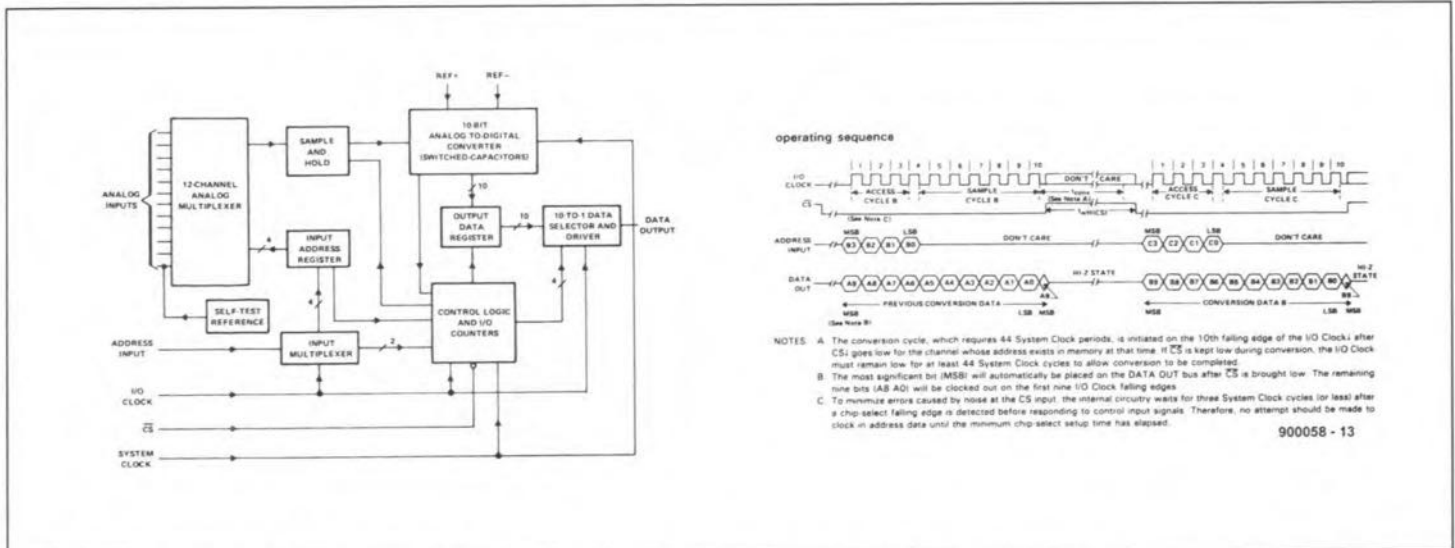 REF+ REF−
10-BIT
ANALOG-TO-DIGITAL
CONVERTER
(SWITCHED-CAPACITORS)
SAMPLE
AND
HOLD
12-CHANNEL
ANALOG
MULTIPLEXER
ANALOG
INPUTS
10
OUTPUT
DATA
REGISTER
10
10-TO-1 DATA
SELECTOR AND
DRIVER
DATA
OUTPUT
4
INPUT
ADDRESS
REGISTER
4
4
SELF-TEST
REFERENCE
CONTROL LOGIC
AND I/O
COUNTERS
ADDRESS
INPUT
INPUT
MULTIPLEXER
2
I/O
CLOCK
CS
SYSTEM
CLOCK
operating sequence
1 2 3 4 5 6 7 8 9 10 1 2 3 4 5 6 7 8 9 10
I/O
CLOCK
DON'T CARE
ACCESS
CYCLE B
SAMPLE
CYCLE B
(See Note A)
ACCESS
CYCLE C
SAMPLE
CYCLE C
CS
(See Note C)
MSB LSB MSB LSB
ADDRESS
INPUT
B3 B2 B1 B0 DON'T CARE C3 C2 C1 C0 DON'T CARE
HI-Z STATE
HI-Z
STATE
DATA
OUT
A9 A8 A7 A6 A5 A4 A3 A2 A1 A0 B9 B8 B7 B6 B5 B4 B3 B2 B1 B0
A9 B9
PREVIOUS CONVERSION DATA CONVERSION DATA B
MSB LSB MSB MSB LSB MSB
(See Note B)
NOTES A. The conversion cycle, which requires 44 System Clock periods, is initiated on the 10th falling edge of the I/O Clock↓ after
CS↓ goes low for the channel whose address exists in memory at that time. If CS is kept low during conversion, the I/O Clock
must remain low for at least 44 System Clock cycles to allow conversion to be completed.
B. The most significant bit (MSB) will automatically be placed on the DATA OUT bus after CS is brought low. The remaining
nine bits (A8-A0) will be clocked out on the first nine I/O Clock falling edges.
C. To minimize errors caused by noise at the CS input, the internal circuitry waits for three System Clock cycles (or less) after
a chip-select falling edge is detected before responding to control input signals. Therefore, no attempt should be made to
clock in address data until the minimum chip-select setup time has elapsed.
900058 - 13